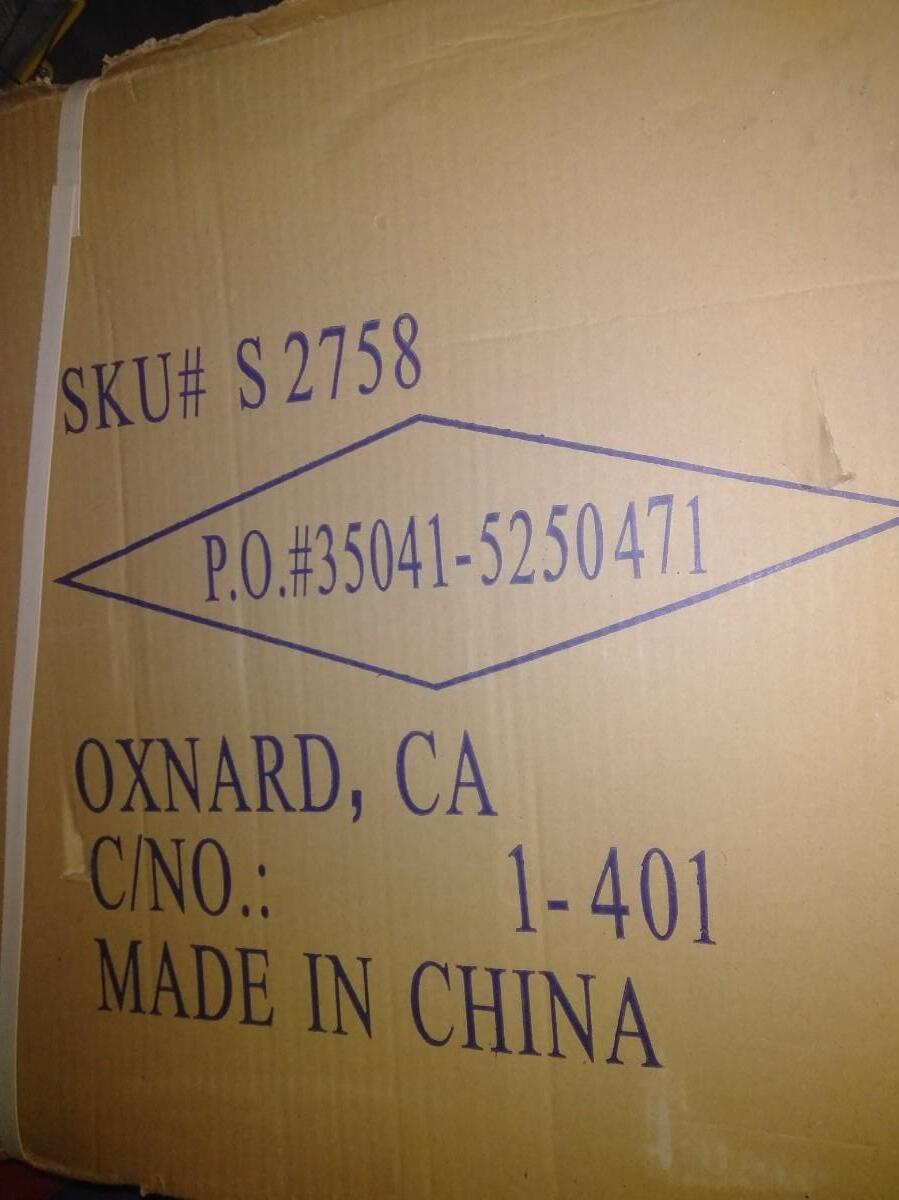 SKU# S 2758
P.O.#35041-5250471
OXNARD, CA
C/NO.: 1-401
MADE IN CHINA